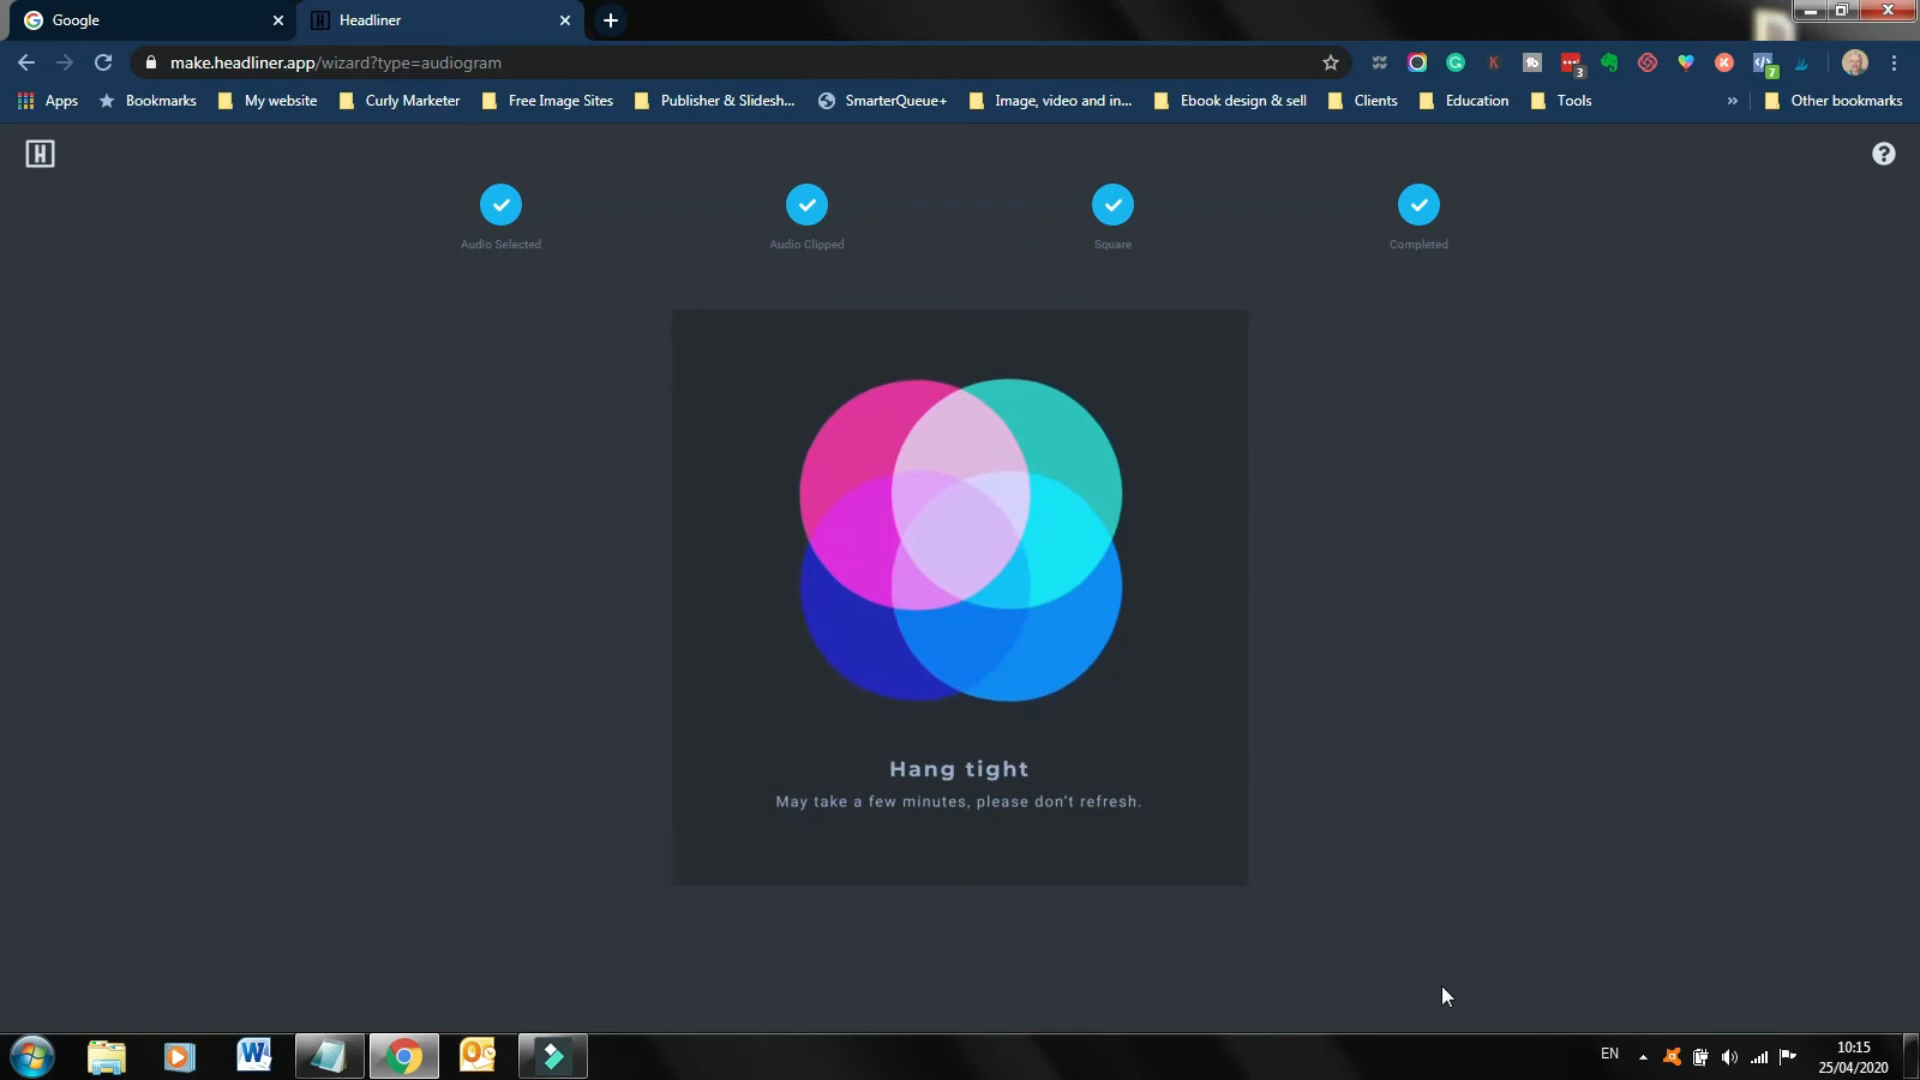 Google
Headliner
make.headliner.app/wizard?type=audiogram
3
7
Apps
Bookmarks
My website
Curly Marketer
Free Image Sites
Publisher & Slidesh...
SmarterQueue+
Image, video and in...
Ebook design & sell
Clients
Education
Tools
»
Other bookmarks
H
?
Audio Selected
Audio Clipped
Square
Completed
Hang tight
May take a few minutes, please don't refresh.
EN
10:15
25/04/2020